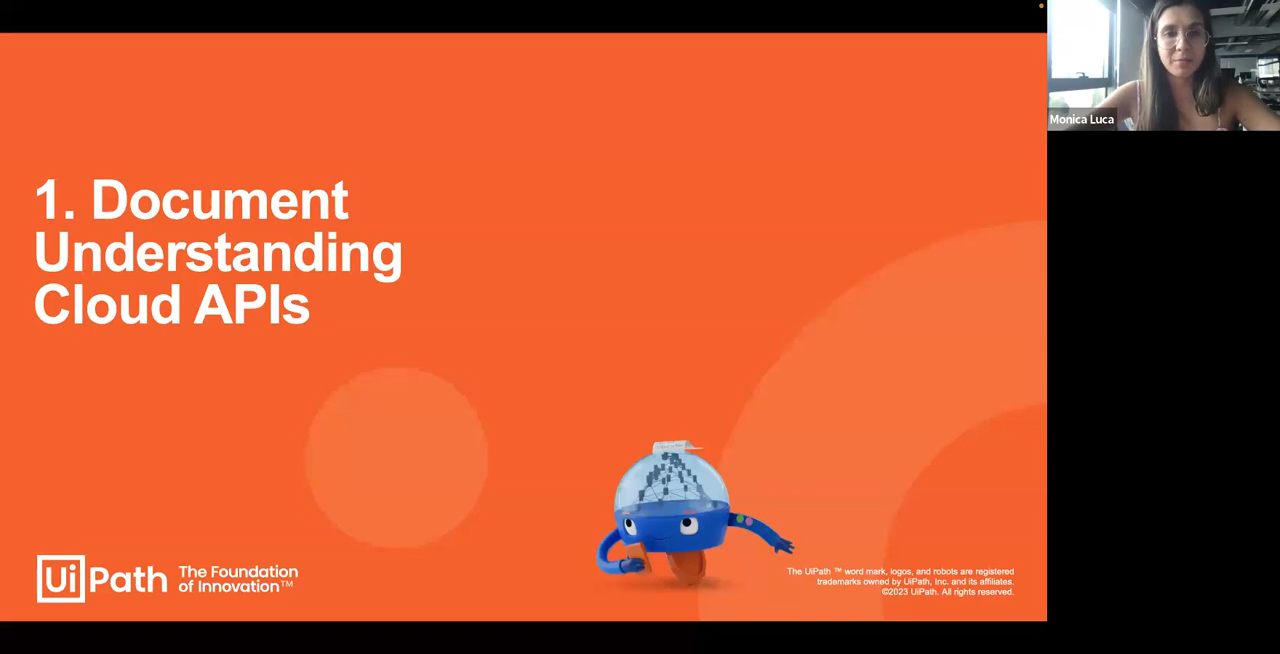 Monica Luca
1. Document
Understanding
Cloud APIs
UiPath
The Foundation
of Innovation™
The UiPath ™ word mark, logos, and robots are registered
trademarks owned by UiPath, Inc. and its affiliates.
©2023 UiPath. All rights reserved.